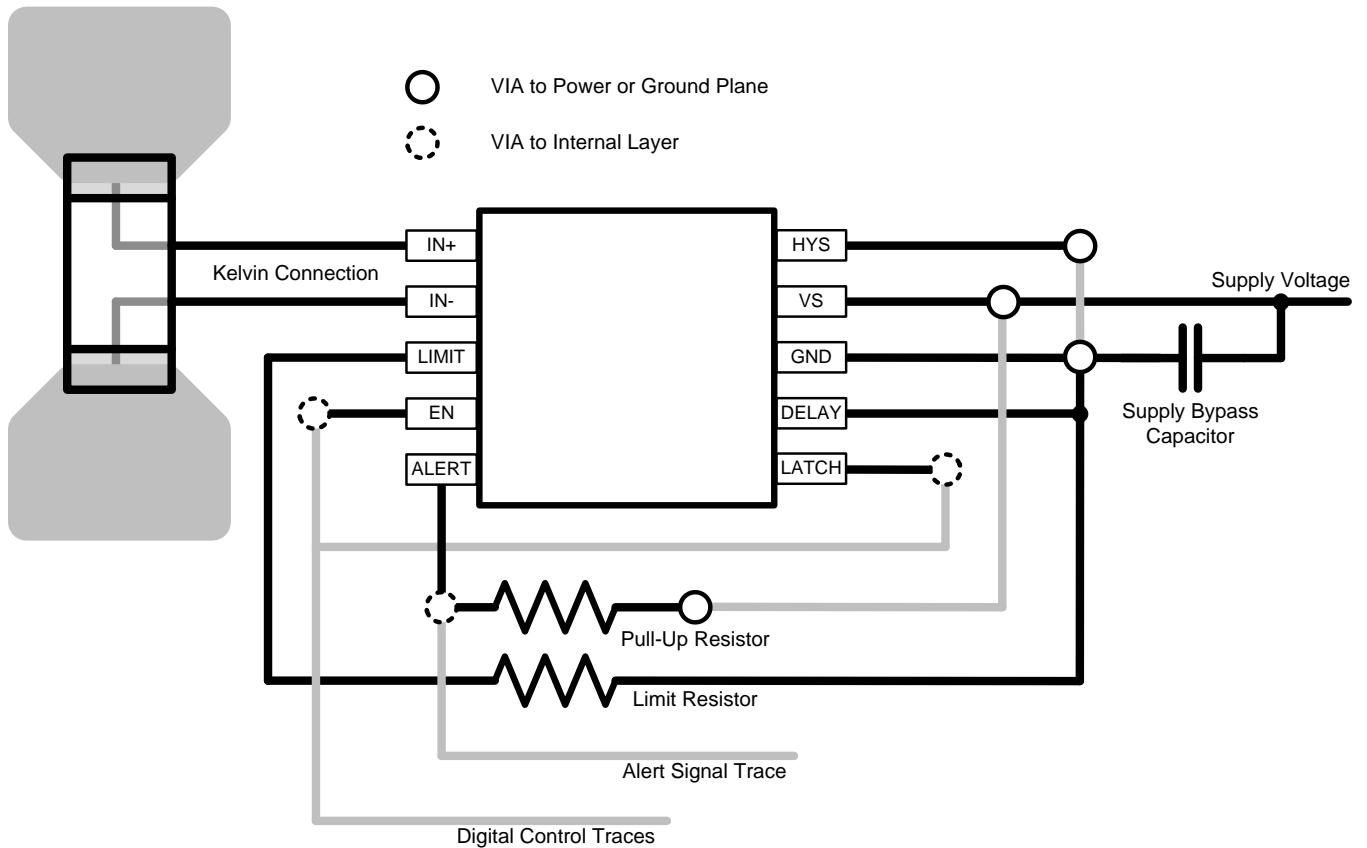 VIA to Power or Ground Plane
VIA to Internal Layer
IN+
HYS
Kelvin Connection
Supply Voltage
IN-
VS
LIMIT
GND
EN
DELAY
Supply Bypass
Capacitor
ALERT
LATCH
Pull-Up Resistor
Limit Resistor
Alert Signal Trace
Digital Control Traces